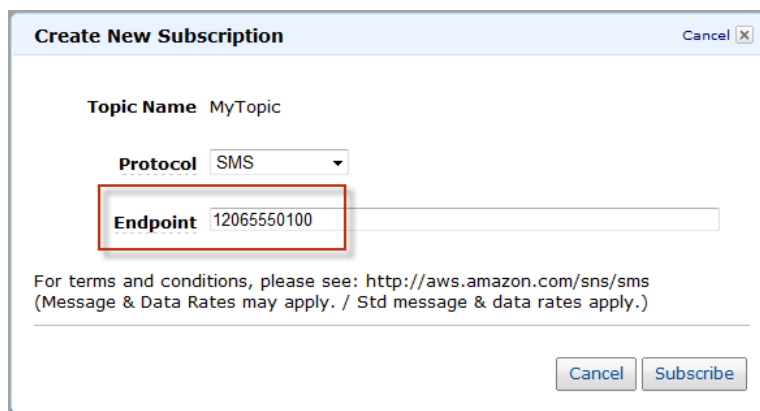 Create New Subscription Cancel
Topic Name MyTopic
Protocol SMS
Endpoint 12065550100
For terms and conditions, please see: http://aws.amazon.com/sns/sms
(Message & Data Rates may apply. / Std message & data rates apply.)
Cancel Subscribe